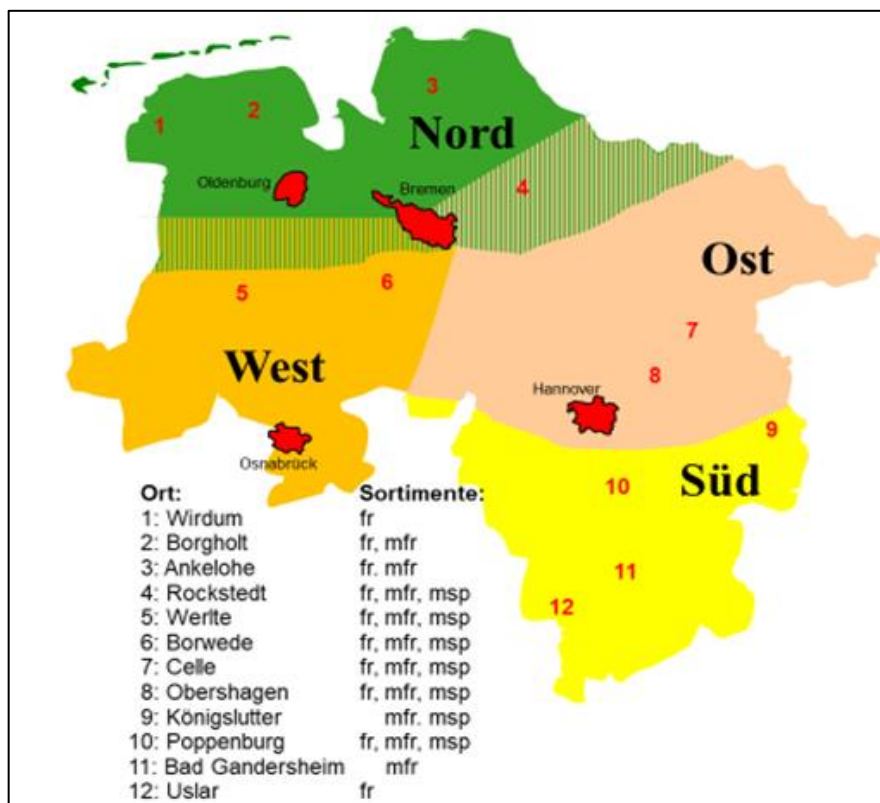 3
2
1
Nord
Oldenburg
Bremen
4
Ost
5
6
7
West
8
Hannover
9
Osnabrück
10
Süd
11
12
Ort: Sortimente:
1: Wirdum fr
2: Borgholt fr, mfr
3: Ankelohe fr. mfr
4: Rockstedt fr, mfr, msp
5: Werlte fr, mfr, msp
6: Borwede fr, mfr, msp
7: Celle fr, mfr, msp
8: Obershagen fr, mfr, msp
9: Königslutter mfr. msp
10: Poppenburg fr, mfr, msp
11: Bad Gandersheim mfr
12: Uslar fr